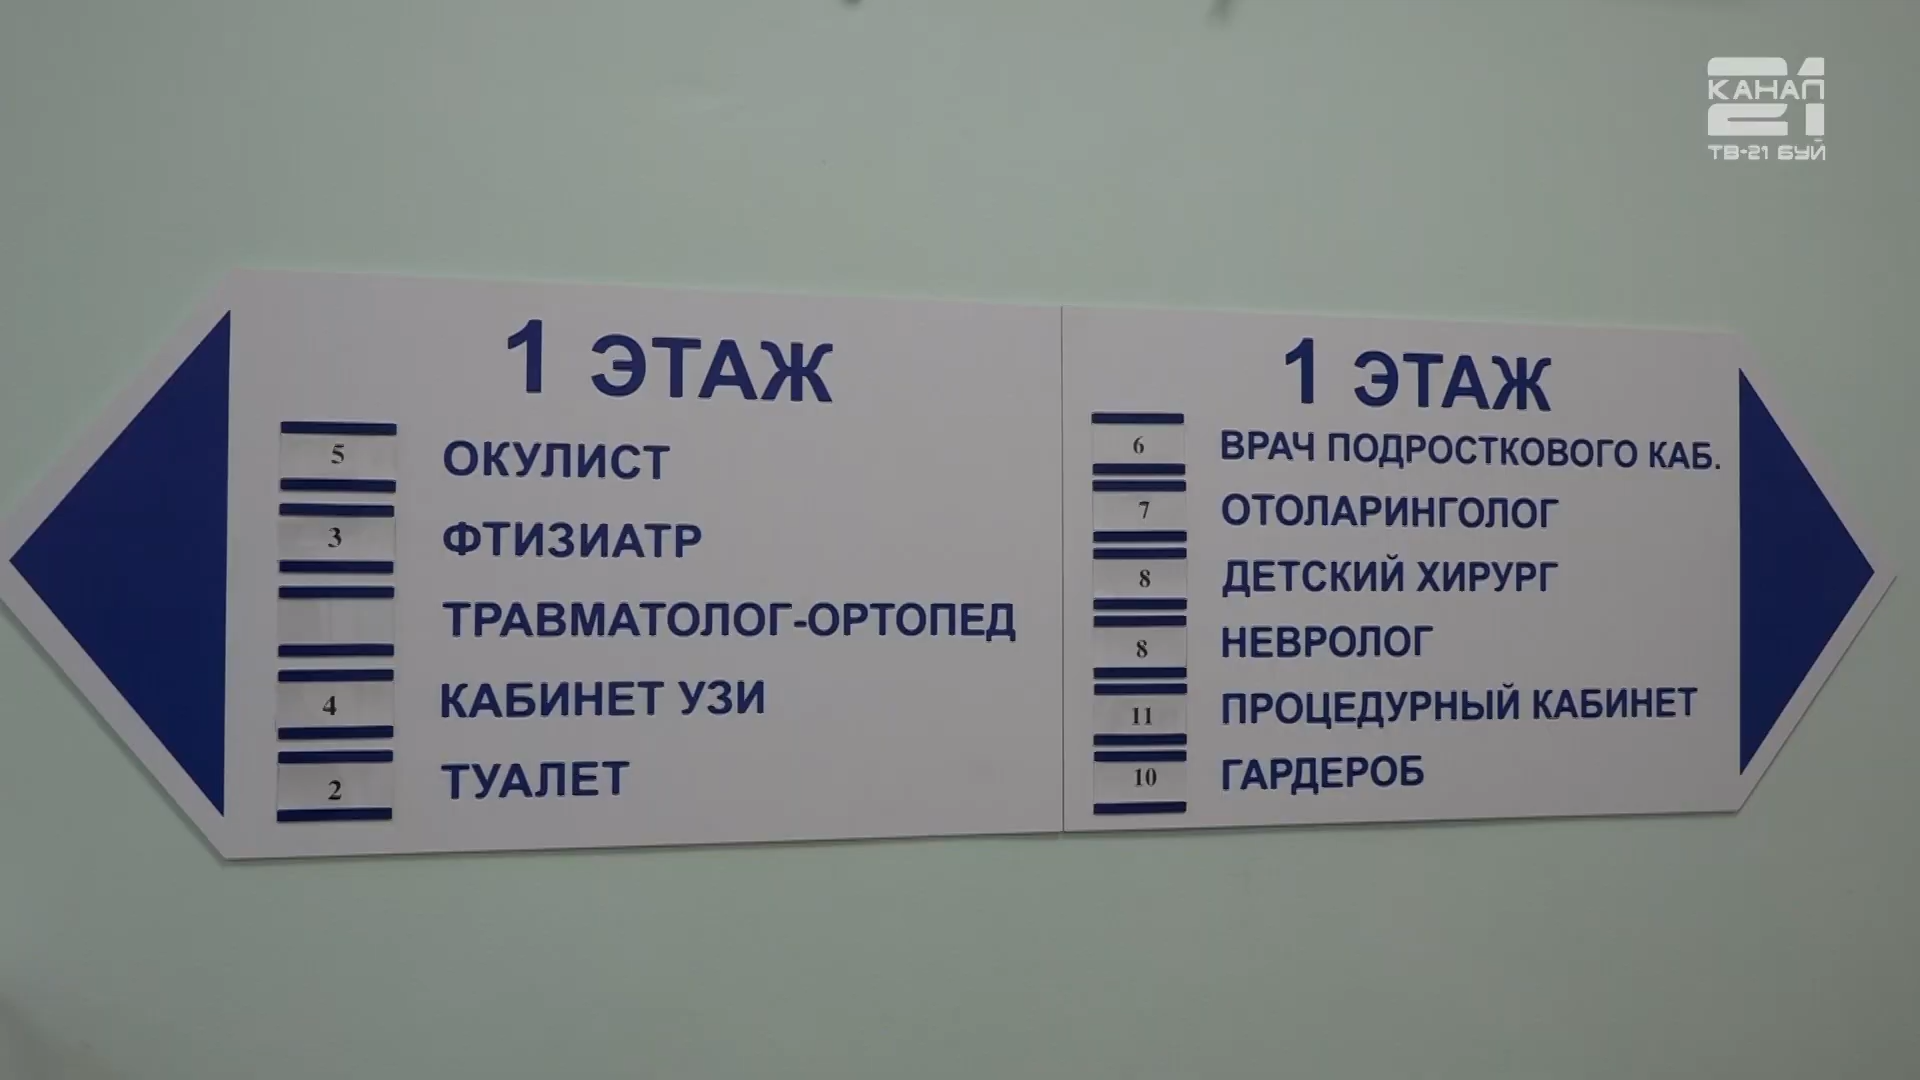 21
КАНАЛ
ТВ-21 БУЙ
1 ЭТАЖ
5 ОКУЛИСТ
3 ФТИЗИАТР
ТРАВМАТОЛОГ-ОРТОПЕД
4 КАБИНЕТ УЗИ
2 ТУАЛЕТ
1 ЭТАЖ
6 ВРАЧ ПОДРОСТКОВОГО КАБ.
7 ОТОЛАРИНГОЛОГ
8 ДЕТСКИЙ ХИРУРГ
8 НЕВРОЛОГ
11 ПРОЦЕДУРНЫЙ КАБИНЕТ
10 ГАРДЕРОБ